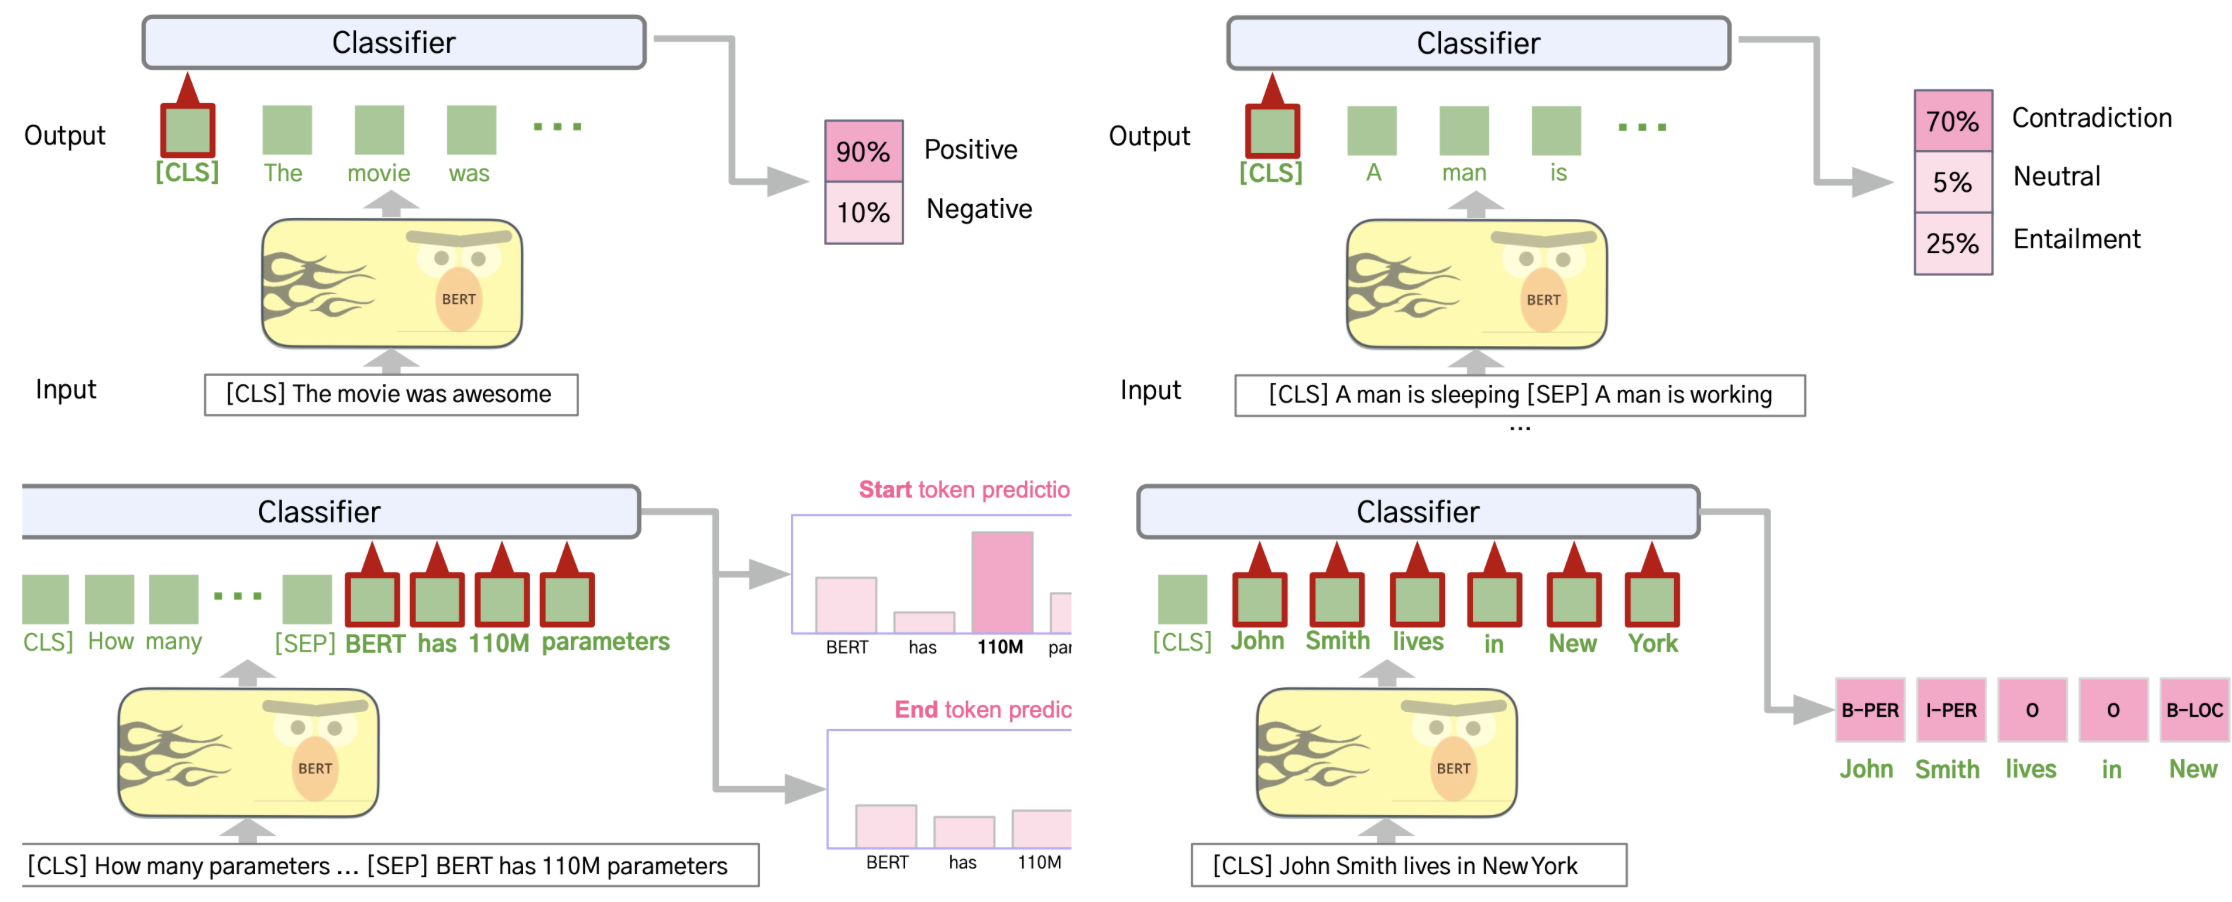 Classifier
Output
[CLS] The movie was
90% Positive
10% Negative
BERT
Input
[CLS] The movie was awesome
Classifier
Output
[CLS] A man is
70% Contradiction
5% Neutral
25% Entailment
BERT
Input
[CLS] A man is sleeping [SEP] A man is working
...
Classifier
CLS] How many [SEP] BERT has 110M parameters
Start token predictio
BERT has 110M par
End token predic
BERT has 110M
BERT
[CLS] How many parameters ... [SEP] BERT has 110M parameters
Classifier
[CLS] John Smith lives in New York
B-PER I-PER O O B-LOC
John Smith lives in New
BERT
[CLS] John Smith lives in New York